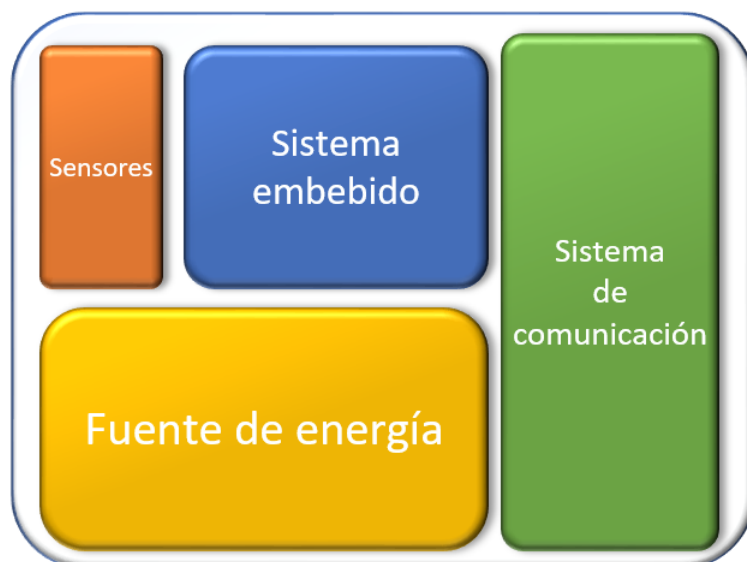 Sensores
Sistema
embebido
Sistema
de
comunicación
Fuente de energía